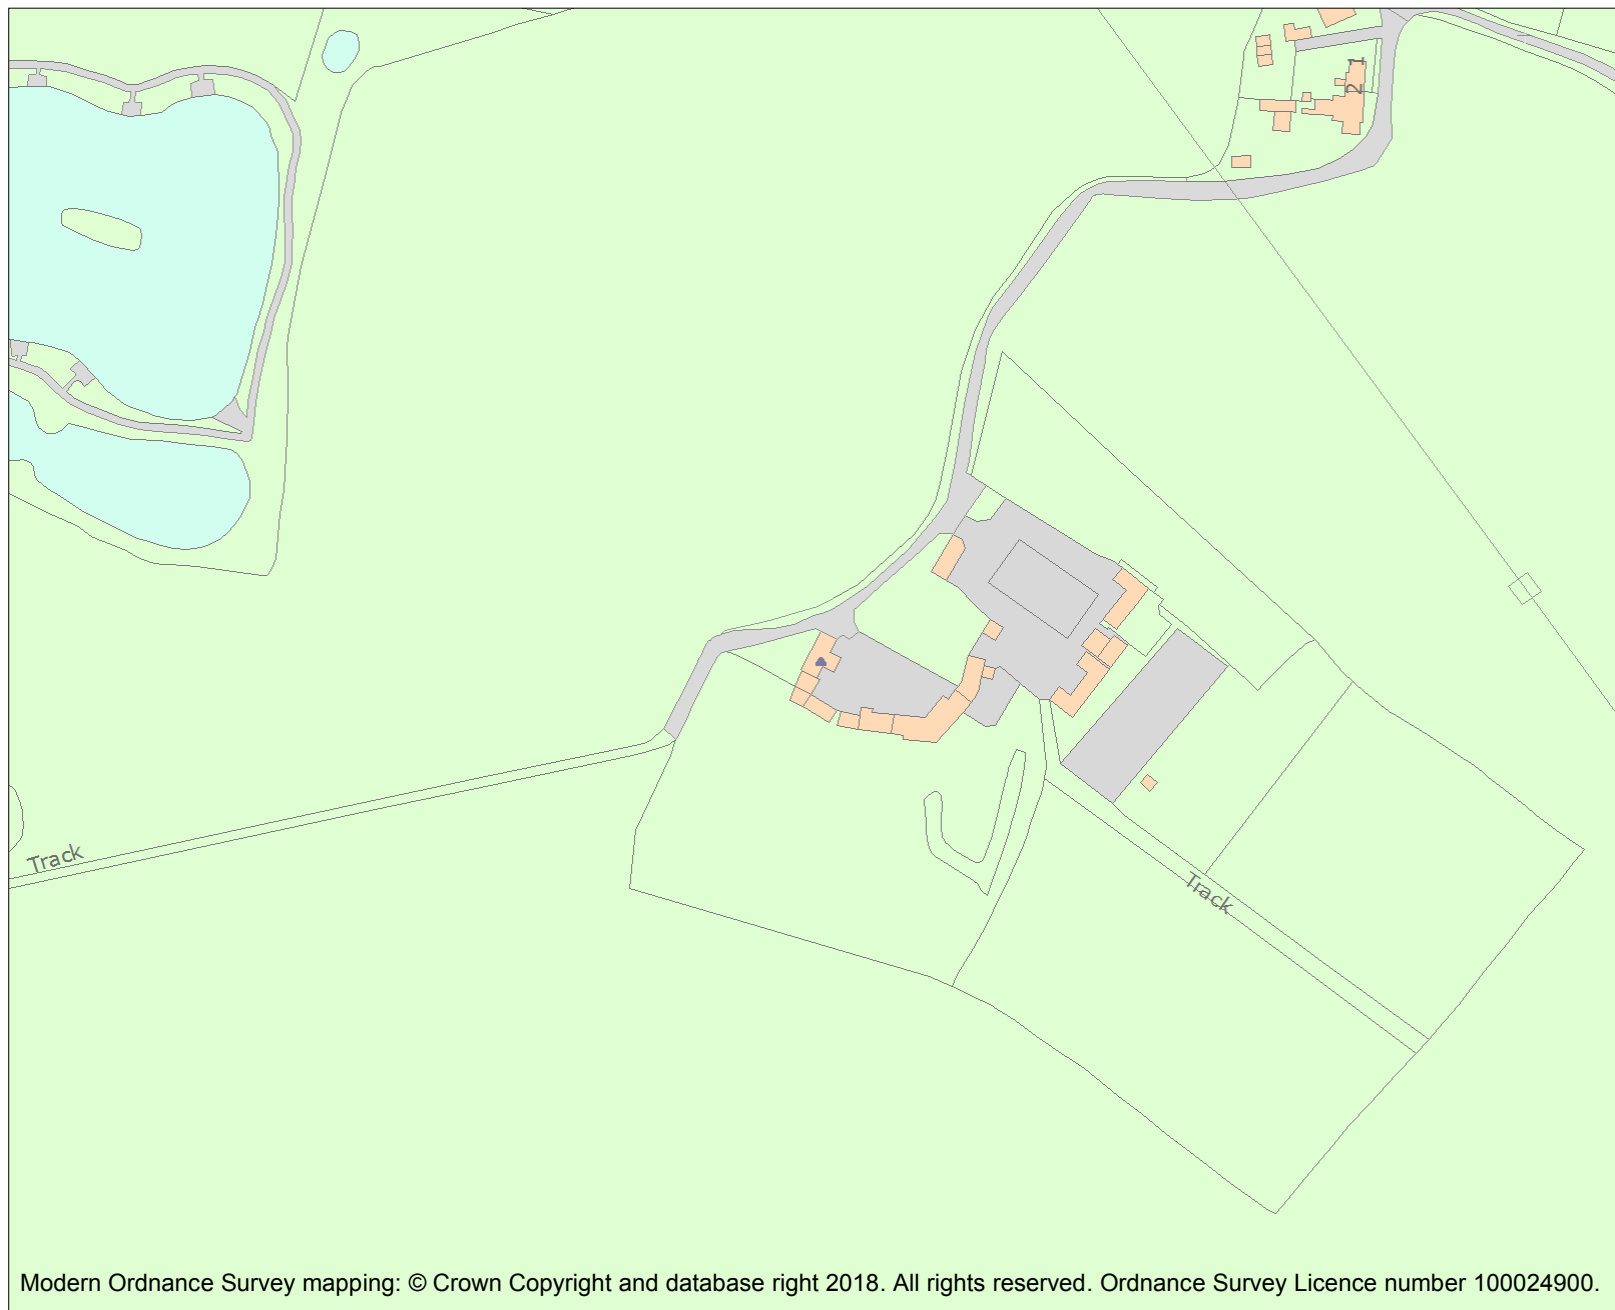 1
2
Track
Track
Modern Ordnance Survey mapping: © Crown Copyright and database right 2018. All rights reserved. Ordnance Survey Licence number 100024900.